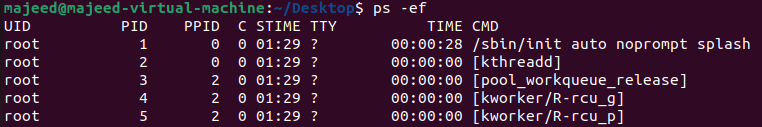 majeed@majeed-virtual-machine:~/Desktop$ ps -ef
UID          PID    PPID  C STIME TTY          TIME CMD
root           1       0  0 01:29 ?        00:00:28 /sbin/init auto noprompt splash
root           2       0  0 01:29 ?        00:00:00 [kthreadd]
root           3       2  0 01:29 ?        00:00:00 [pool_workqueue_release]
root           4       2  0 01:29 ?        00:00:00 [kworker/R-rcu_g]
root           5       2  0 01:29 ?        00:00:00 [kworker/R-rcu_p]